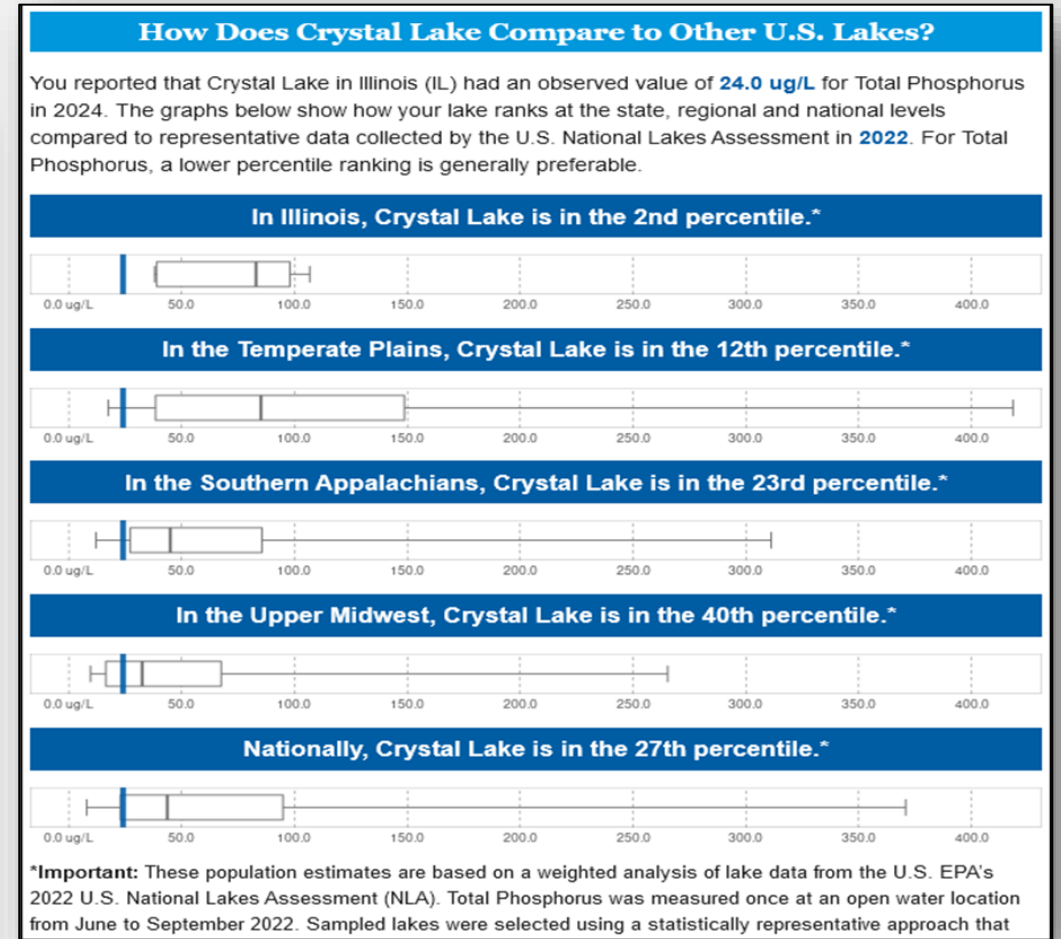 How Does Crystal Lake Compare to Other U.S. Lakes?
You reported that Crystal Lake in Illinois (IL) had an observed value of 24.0 ug/L for Total Phosphorus
in 2024. The graphs below show how your lake ranks at the state, regional and national levels
compared to representative data collected by the U.S. National Lakes Assessment in 2022. For Total
Phosphorus, a lower percentile ranking is generally preferable.
In Illinois, Crystal Lake is in the 2nd percentile.*
0.0 ug/L 50.0 100.0 150.0 200.0 250.0 300.0 350.0 400.0
In the Temperate Plains, Crystal Lake is in the 12th percentile.*
0.0 ug/L 50.0 100.0 150.0 200.0 250.0 300.0 350.0 400.0
In the Southern Appalachians, Crystal Lake is in the 23rd percentile.*
0.0 ug/L 50.0 100.0 150.0 200.0 250.0 300.0 350.0 400.0
In the Upper Midwest, Crystal Lake is in the 40th percentile.*
0.0 ug/L 50.0 100.0 150.0 200.0 250.0 300.0 350.0 400.0
Nationally, Crystal Lake is in the 27th percentile.*
0.0 ug/L 50.0 100.0 150.0 200.0 250.0 300.0 350.0 400.0
*Important: These population estimates are based on a weighted analysis of lake data from the U.S. EPA's
2022 U.S. National Lakes Assessment (NLA). Total Phosphorus was measured once at an open water location
from June to September 2022. Sampled lakes were selected using a statistically representative approach that